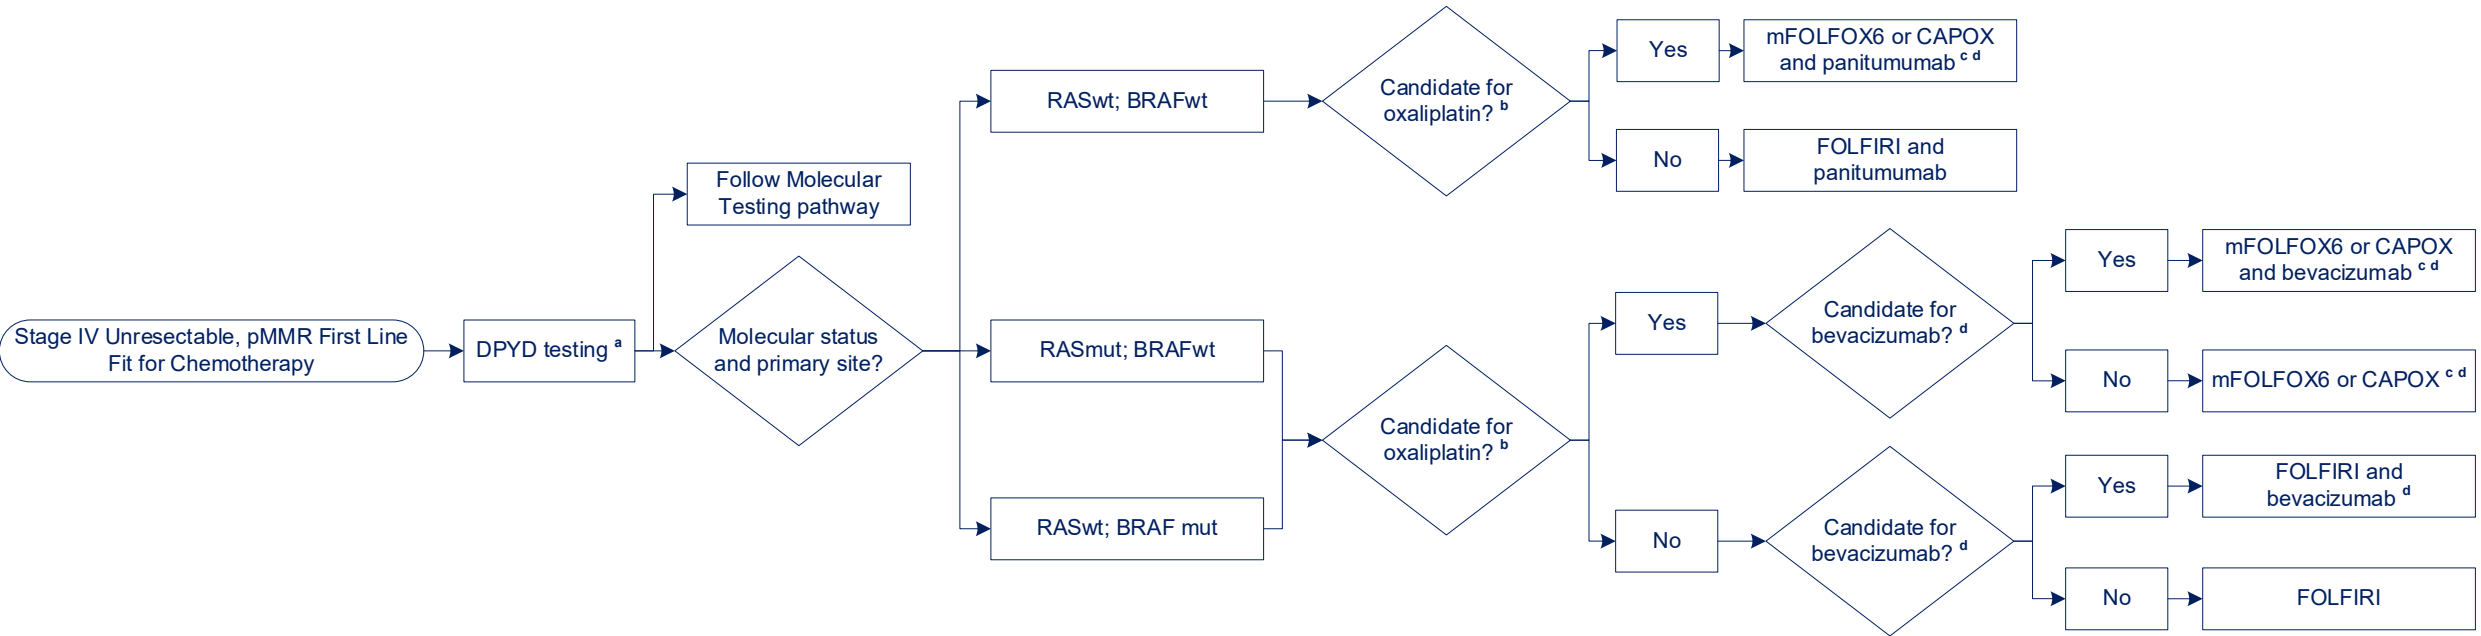 Stage IV Unresectable, pMMR First Line
Fit for Chemotherapy
DPYD testing a
Follow Molecular
Testing pathway
Molecular status
and primary site?
RASwt; BRAFwt
Candidate for
oxaliplatin? b
Yes
mFOLFOX6 or CAPOX
and panitumumab c d
No
FOLFIRI and
panitumumab
RASmut; BRAFwt
RASwt; BRAF mut
Candidate for
oxaliplatin? b
Yes
Candidate for
bevacizumab? d
Yes
mFOLFOX6 or CAPOX
and bevacizumab c d
No
mFOLFOX6 or CAPOX c d
No
Candidate for
bevacizumab? d
Yes
FOLFIRI and
bevacizumab d
No
FOLFIRI